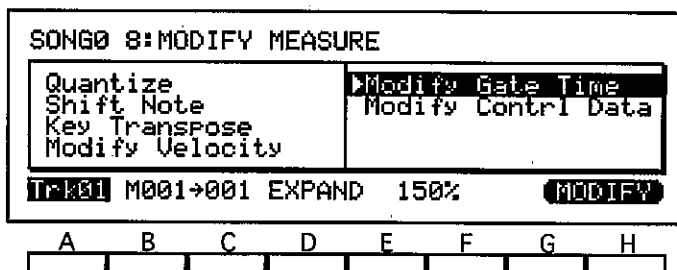 SONG0 8:MODIFY MEASURE
Quantize
Shift Note
Key Transpose
Modify Velocity
▶Modify Gate Time
Modify Contrl Data
Trk01 M001→001 EXPAND 150% MODIFY
A B C D E F G H